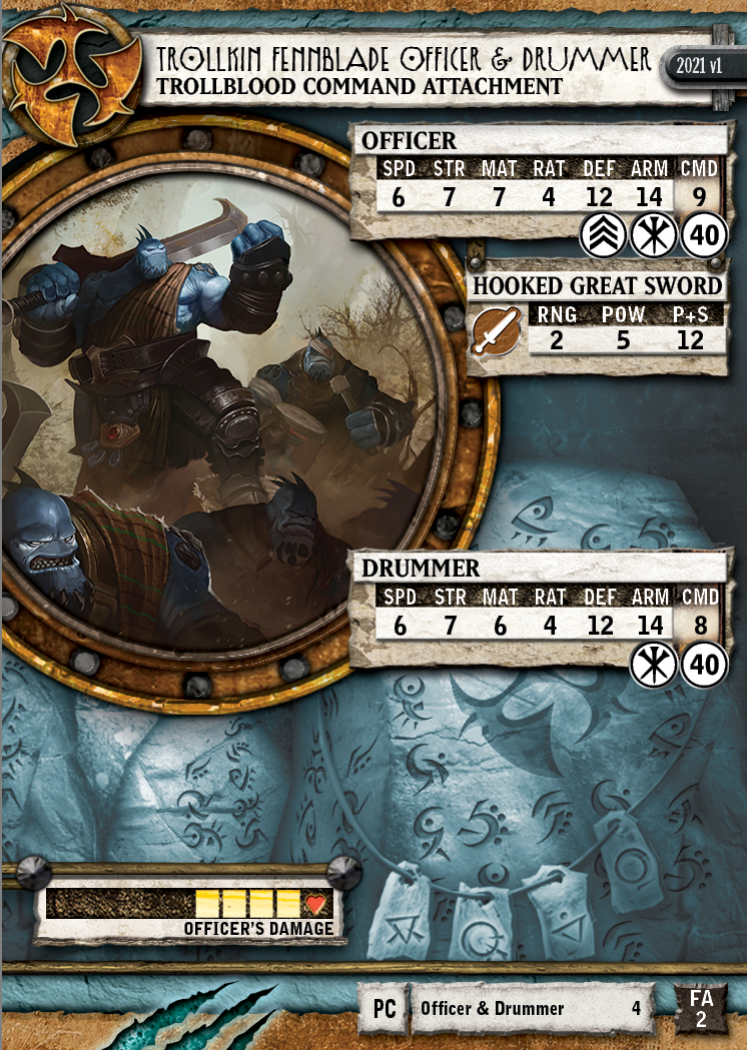 TROLLKIN FENNBLADE OFFICER & DRUMMER
TROLLBLOOD COMMAND ATTACHMENT
2021 v1
OFFICER
SPD STR MAT RAT DEF ARM CMD
6 7 7 4 12 14 9
40
HOOKED GREAT SWORD
RNG POW P+S
2 5 12
DRUMMER
SPD STR MAT RAT DEF ARM CMD
6 7 6 4 12 14 8
40
OFFICER'S DAMAGE
PC Officer & Drummer 4
FA
2